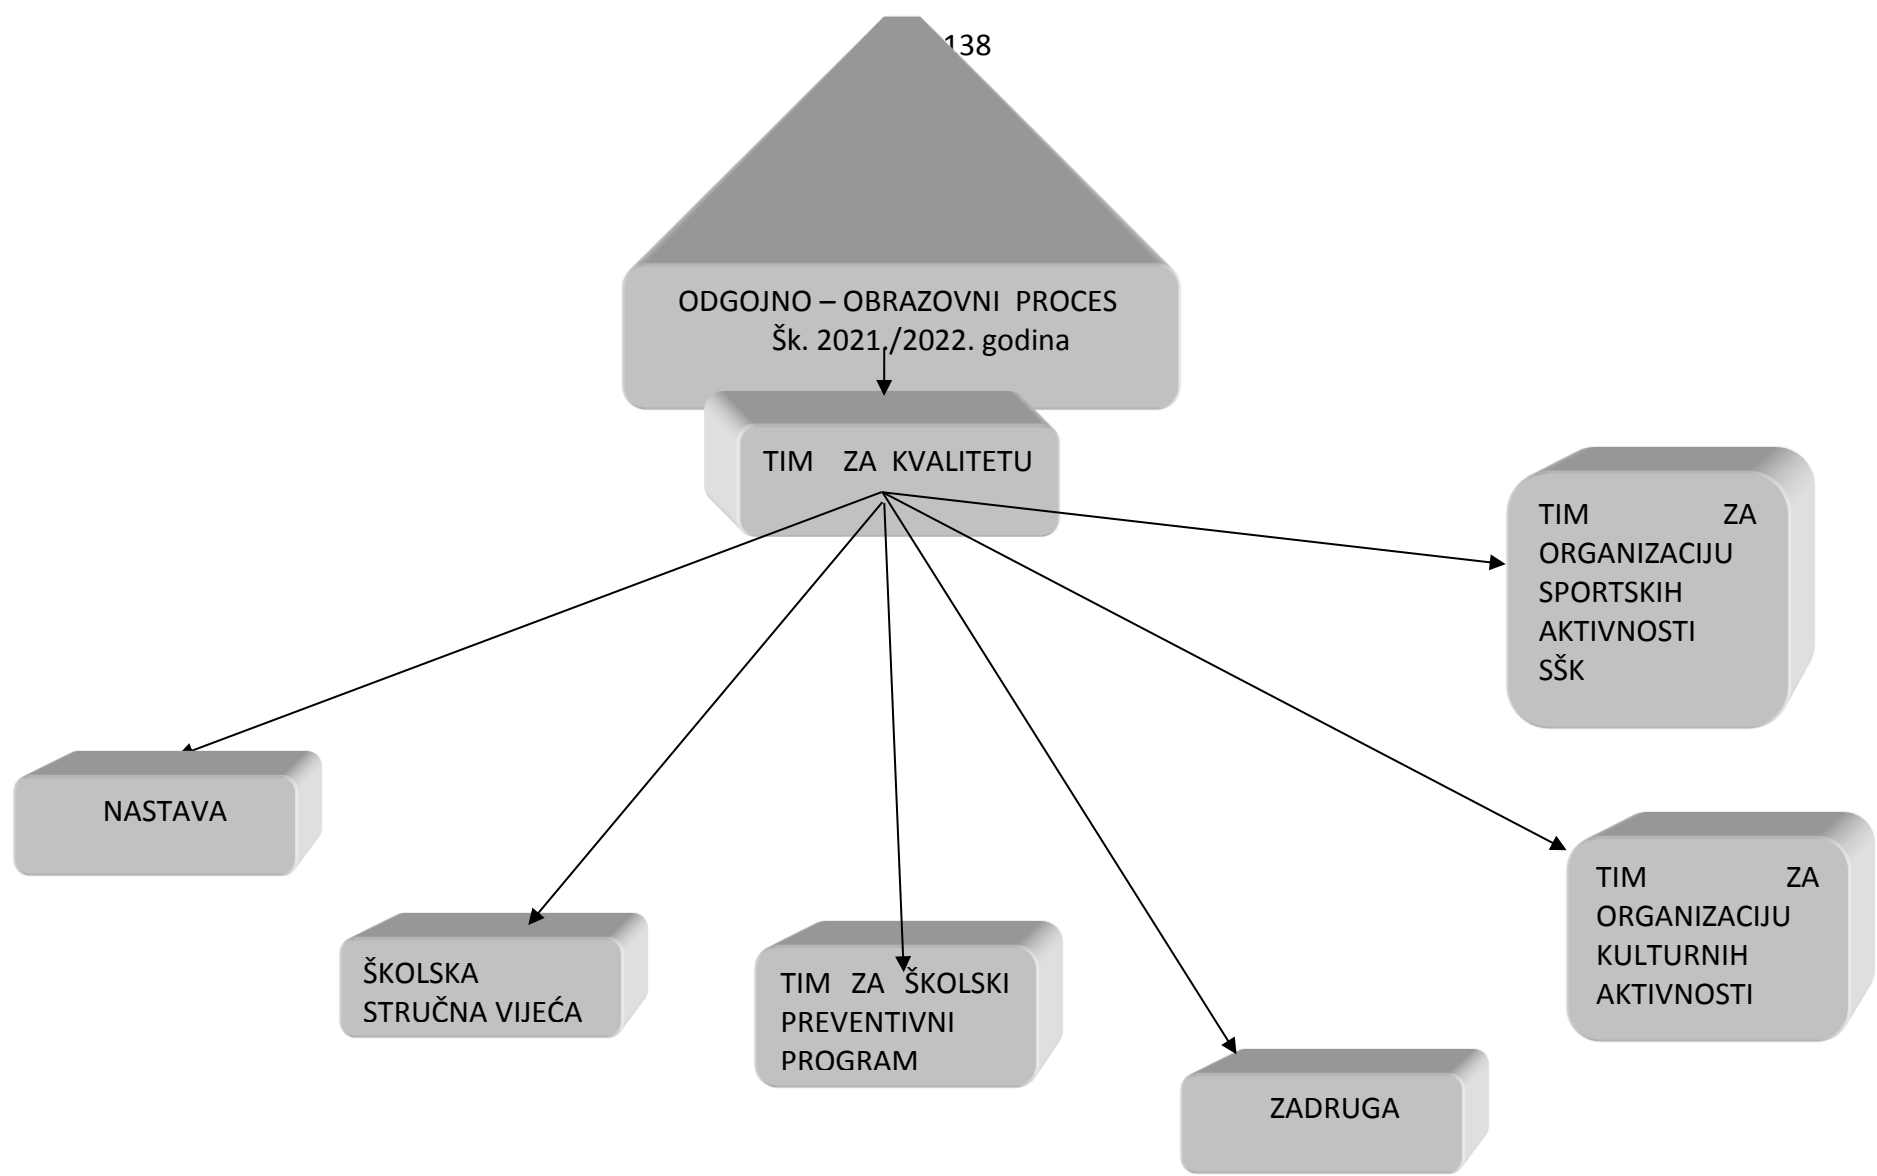 138
ODGOJNO – OBRAZOVNI PROCES
Šk. 2021./2022. godina
TIM ZA KVALITETU
TIM ZA
ORGANIZACIJU
SPORTSKIH
AKTIVNOSTI
SŠK
NASTAVA
TIM ZA
ORGANIZACIJU
KULTURNIH
AKTIVNOSTI
ŠKOLSKA
STRUČNA VIJEĆA
TIM ZA ŠKOLSKI
PREVENTIVNI
PROGRAM
ZADRUGA